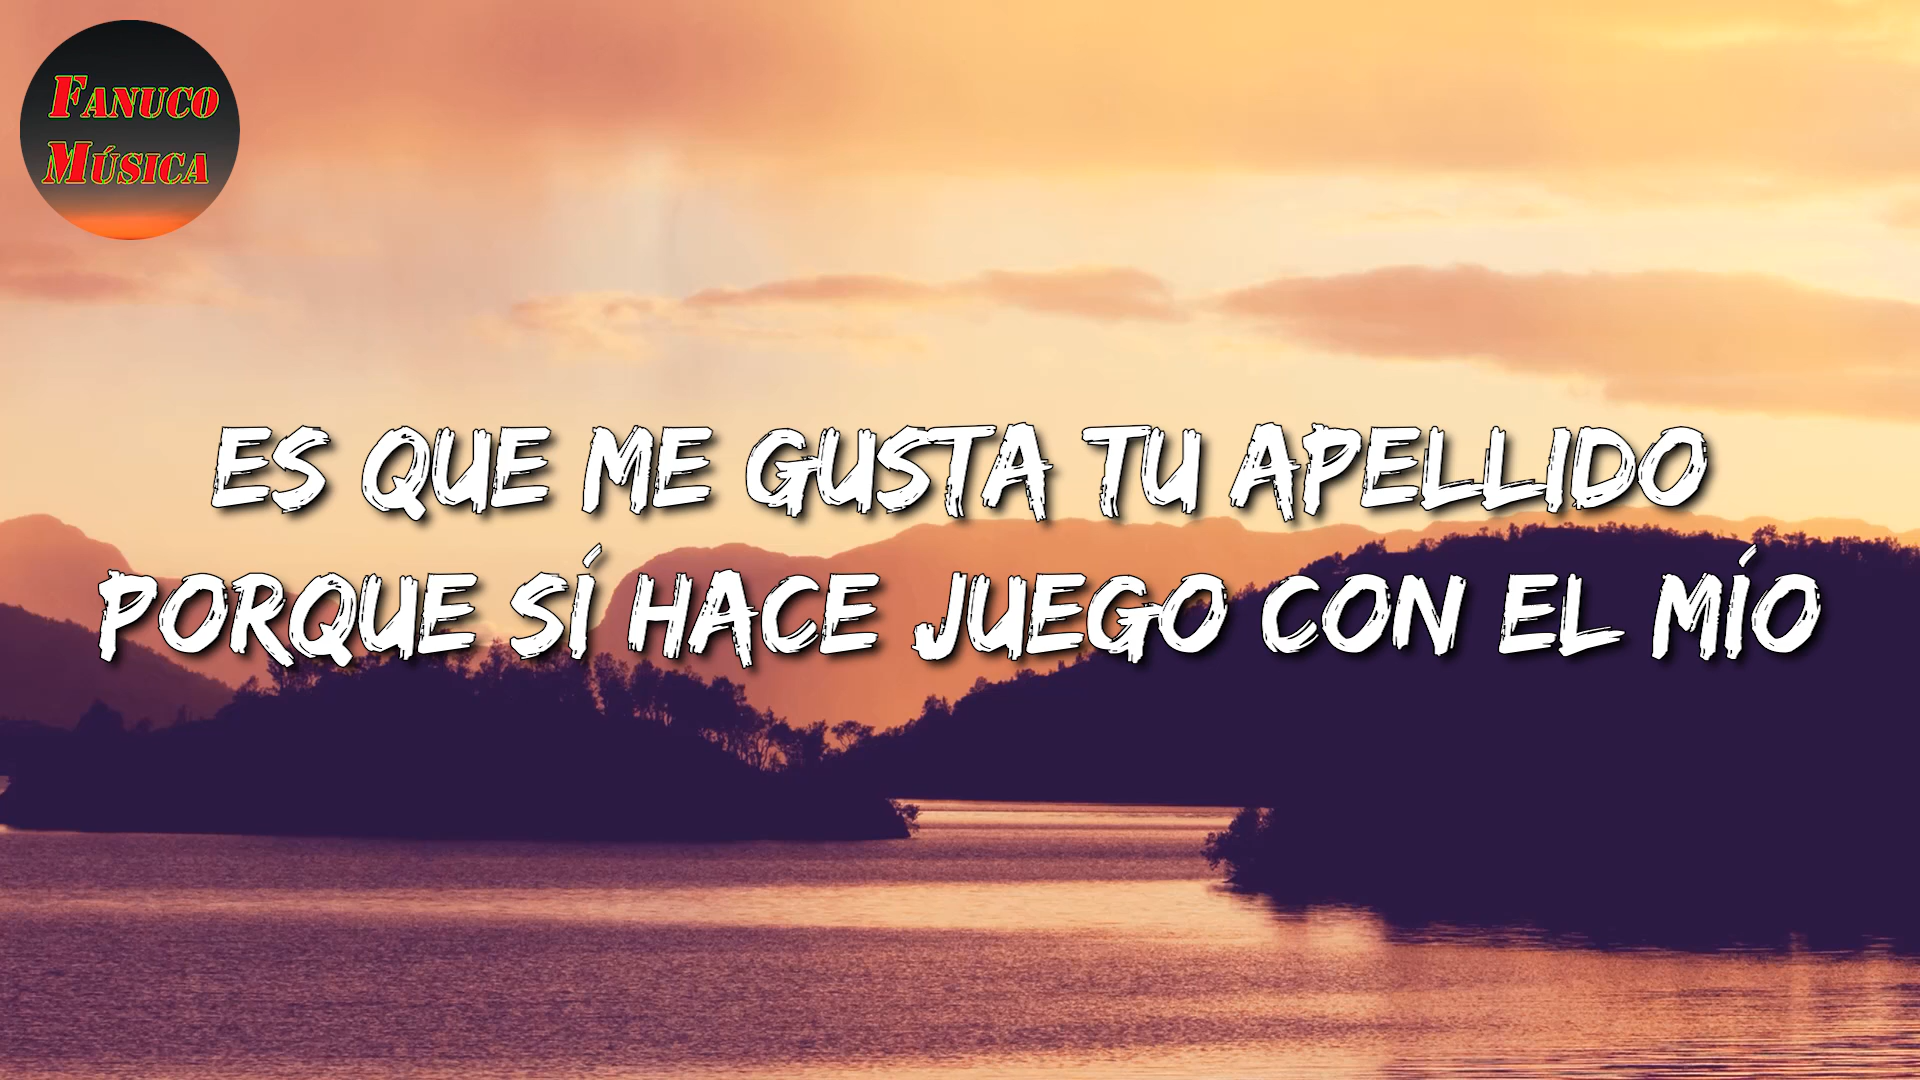 FANUCO
MÚSICA
ES QUE ME GUSTA TU APELLIDO
PORQUE SÍ HACE JUEGO CON EL MÍO